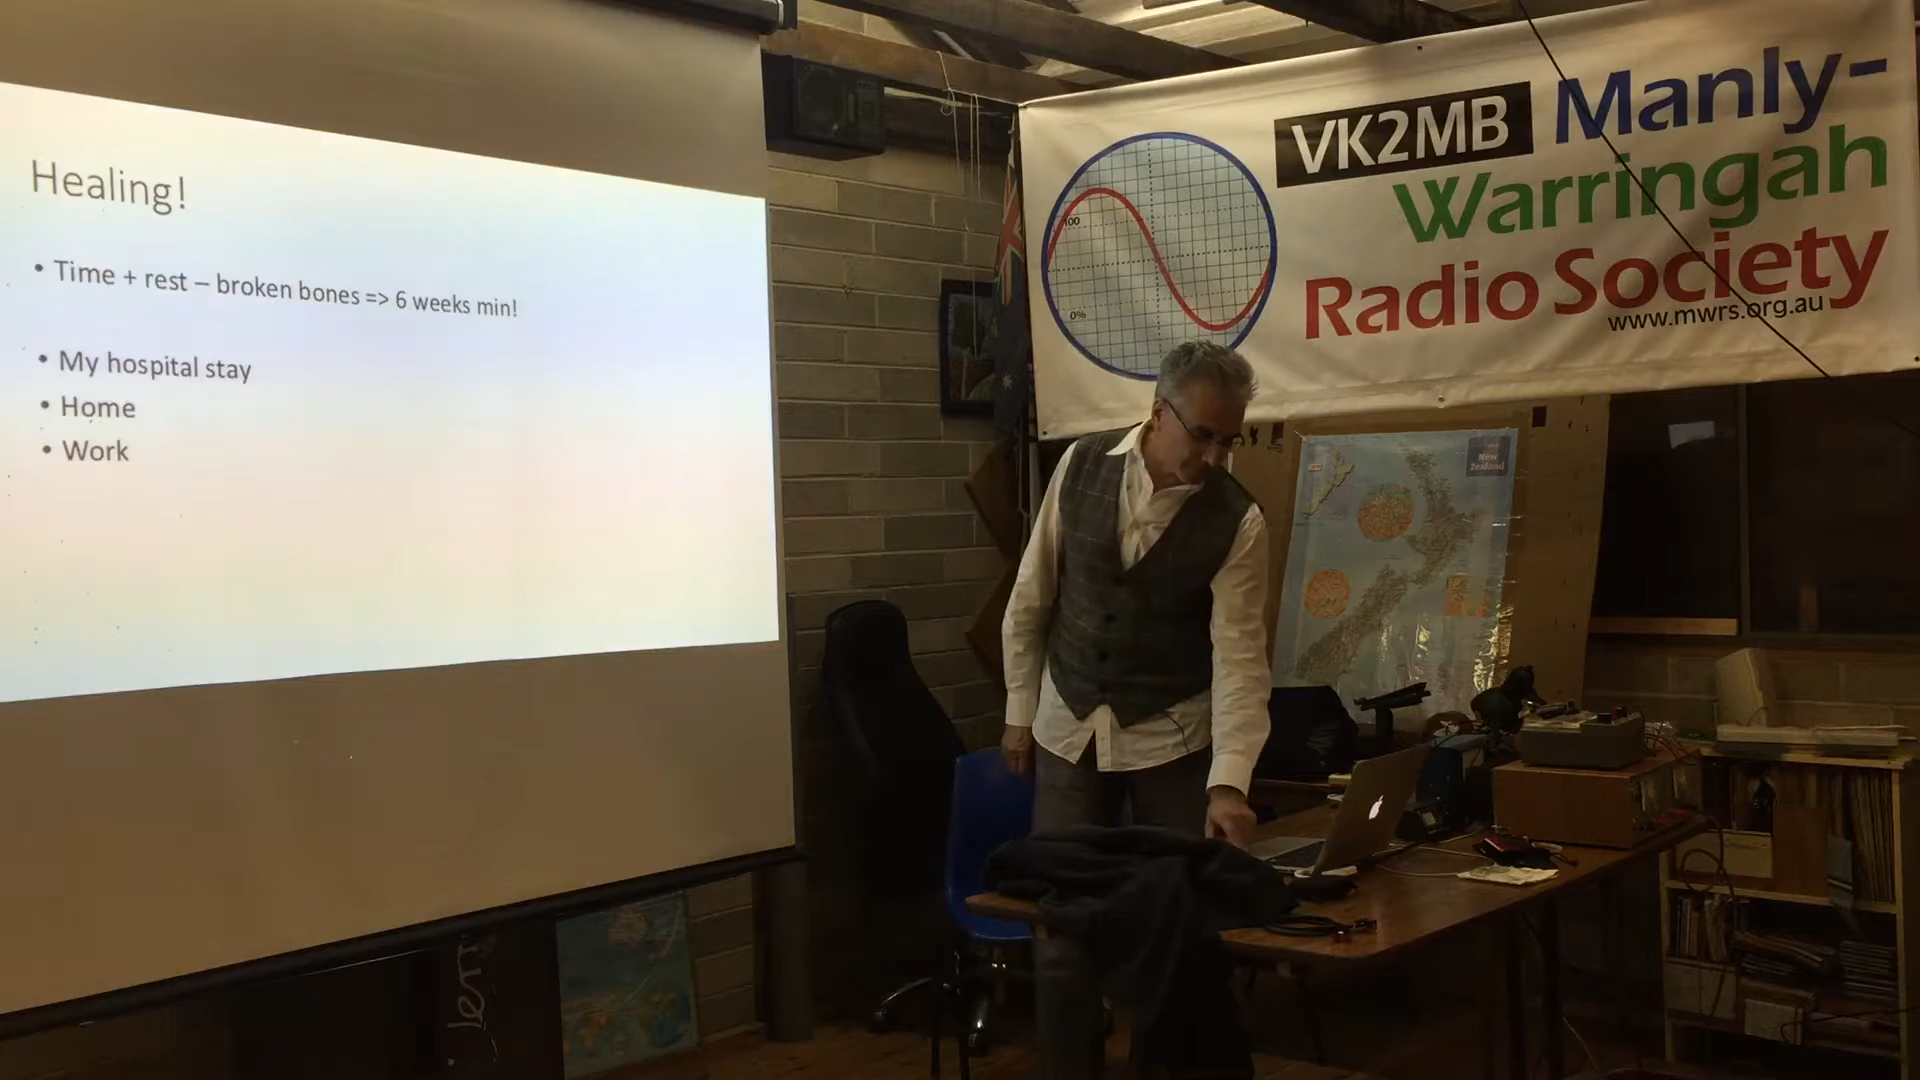 Healing!
• Time + rest – broken bones => 6 weeks min!
• My hospital stay
• Home
• Work
VK2MB Manly-
Warringah
Radio Society
www.mwrs.org.au
100
0%
New
Zealand